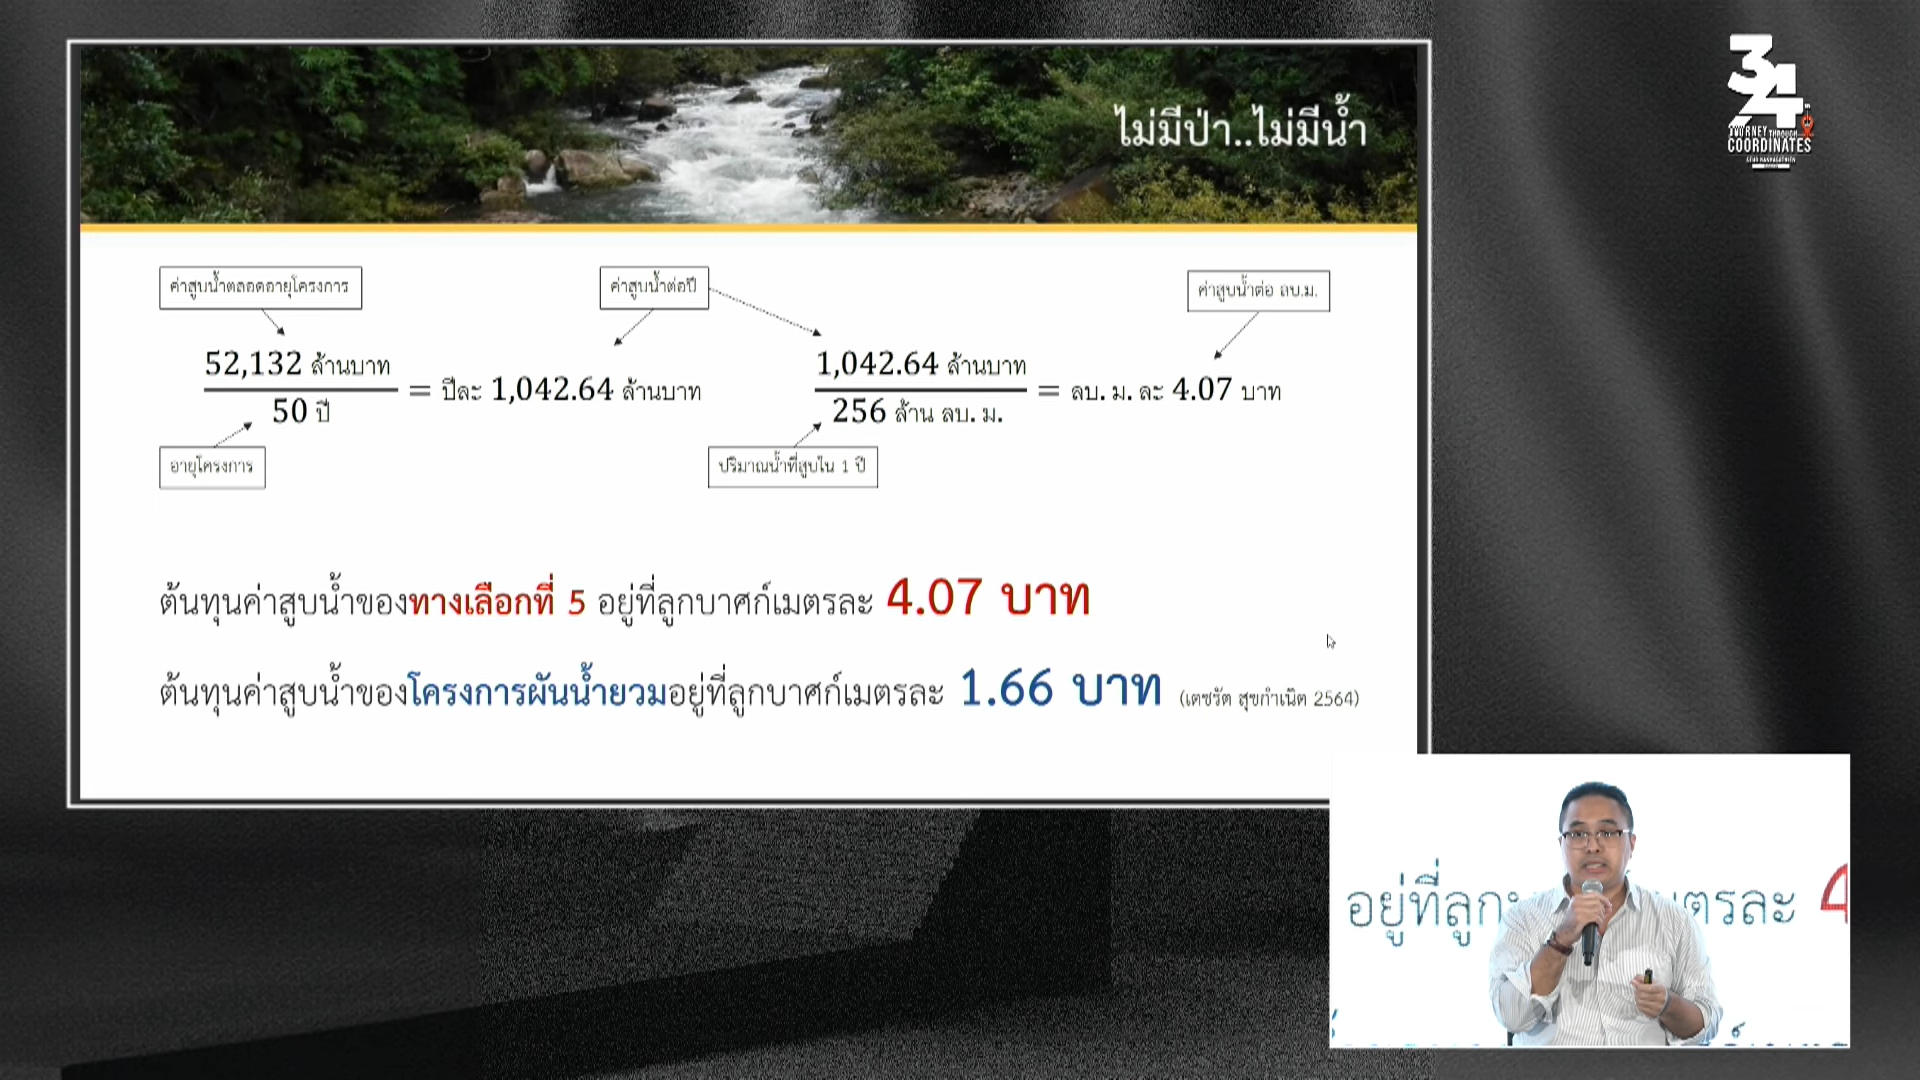 ไม่มีป่า..ไม่มีน้ำ
34
JOURNEY THROUGH
COORDINATES
ค่าสูบน้ำตลอดอายุโครงการ
ค่าสูบน้ำต่อปี
ค่าสูบน้ำต่อ ลบ.ม.
52,132 ล้านบาท
50 ปี
= ปีละ 1,042.64 ล้านบาท
1,042.64 ล้านบาท
256 ล้าน ลบ. ม.
= ลบ. ม. ละ 4.07 บาท
อายุโครงการ
ปริมาณน้ำที่สูบใน 1 ปี
ต้นทุนค่าสูบน้ำของทางเลือกที่ 5 อยู่ที่ลูกบาศก์เมตรละ 4.07 บาท
ต้นทุนค่าสูบน้ำของโครงการผันน้ำยวมอยู่ที่ลูกบาศก์เมตรละ 1.66 บาท (เตชรัต สุขกำเนิด 2564)
อยู่ที่ลูก มตรละ 4